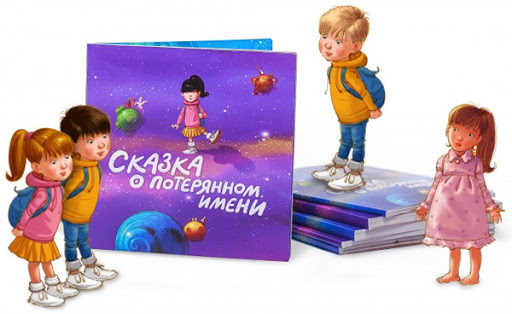 Сказка
о потерянном
имени